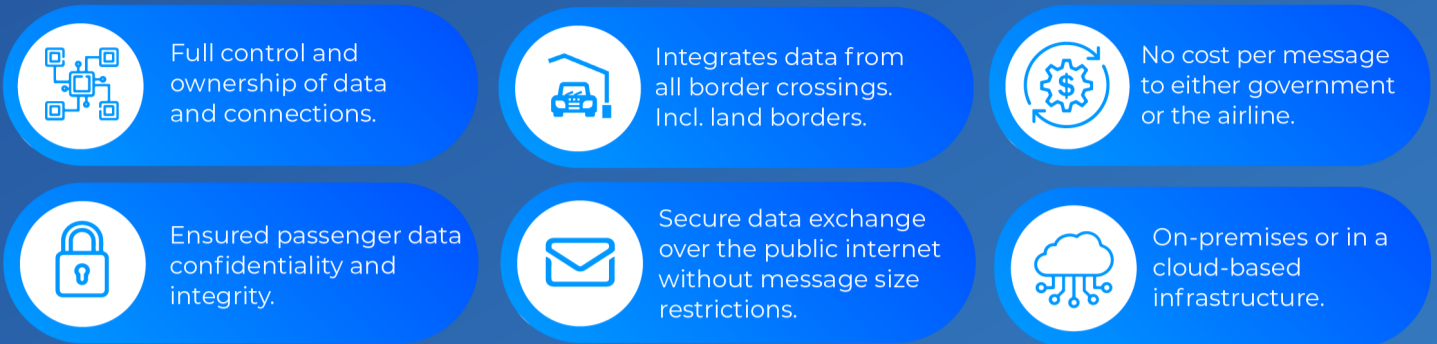 Full control and
ownership of data
and connections.
Integrates data from
all border crossings.
Incl. land borders.
No cost per message
to either government
or the airline.
Ensured passenger data
confidentiality and
integrity.
Secure data exchange
over the public internet
without message size
restrictions.
On-premises or in a
cloud-based
infrastructure.
$